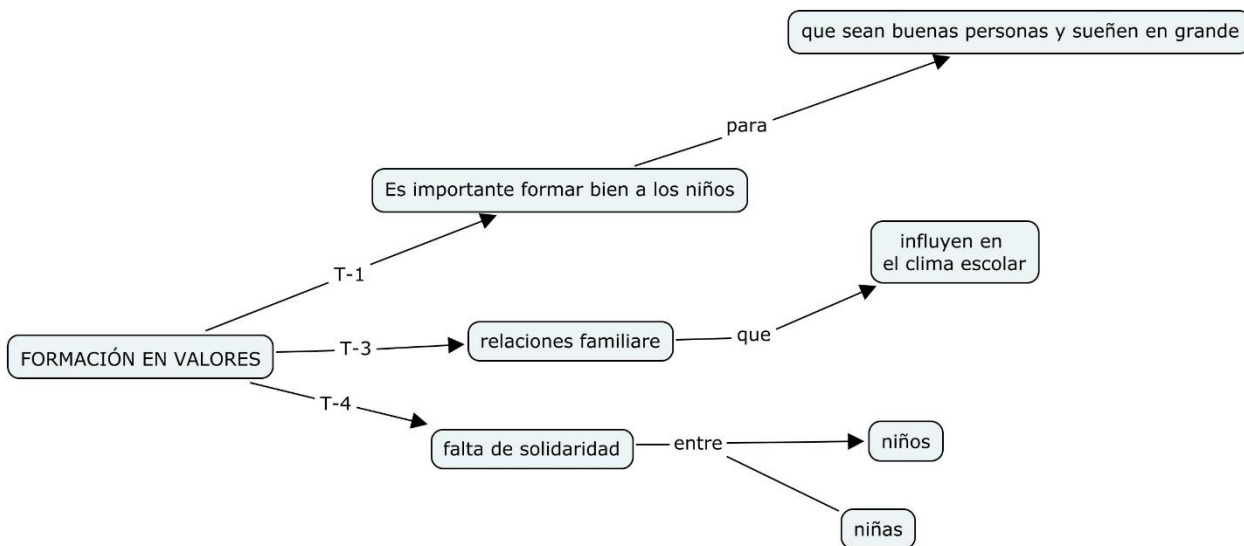 que sean buenas personas y sueñen en grande
para
Es importante formar bien a los niños
T-1
influyen en
el clima escolar
FORMACIÓN EN VALORES
T-3
relaciones familiare
que
T-4
falta de solidaridad
entre
niños
niñas